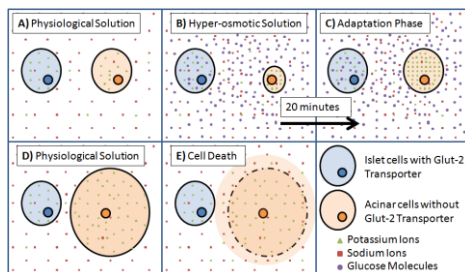 A) Physiological Solution
B) Hyper-osmotic Solution
C) Adaptation Phase
20 minutes
D) Physiological Solution
E) Cell Death
Islet cells with Glut-2
Transporter
Acinar cells without
Glut-2 Transporter
Potassium Ions
Sodium Ions
Glucose Molecules